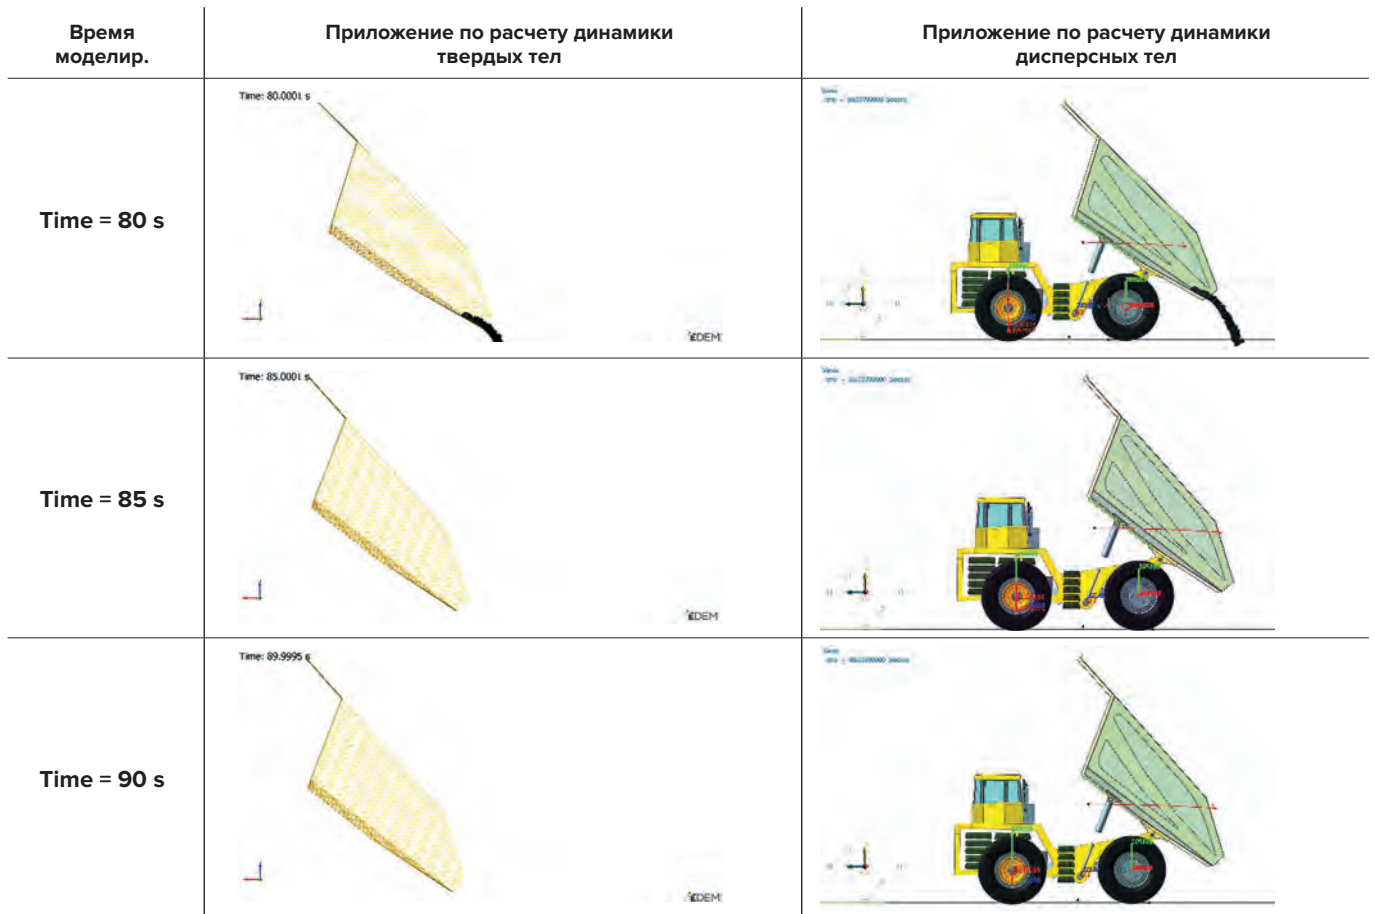 Время
моделир.
Приложение по расчету динамики
твердых тел
Приложение по расчету динамики
дисперсных тел
Time = 80 s
Time: 80.0001 s
EDEM
Time = 85 s
Time: 85.0001 s
EDEM
Time = 90 s
Time: 89.9995 s
EDEM